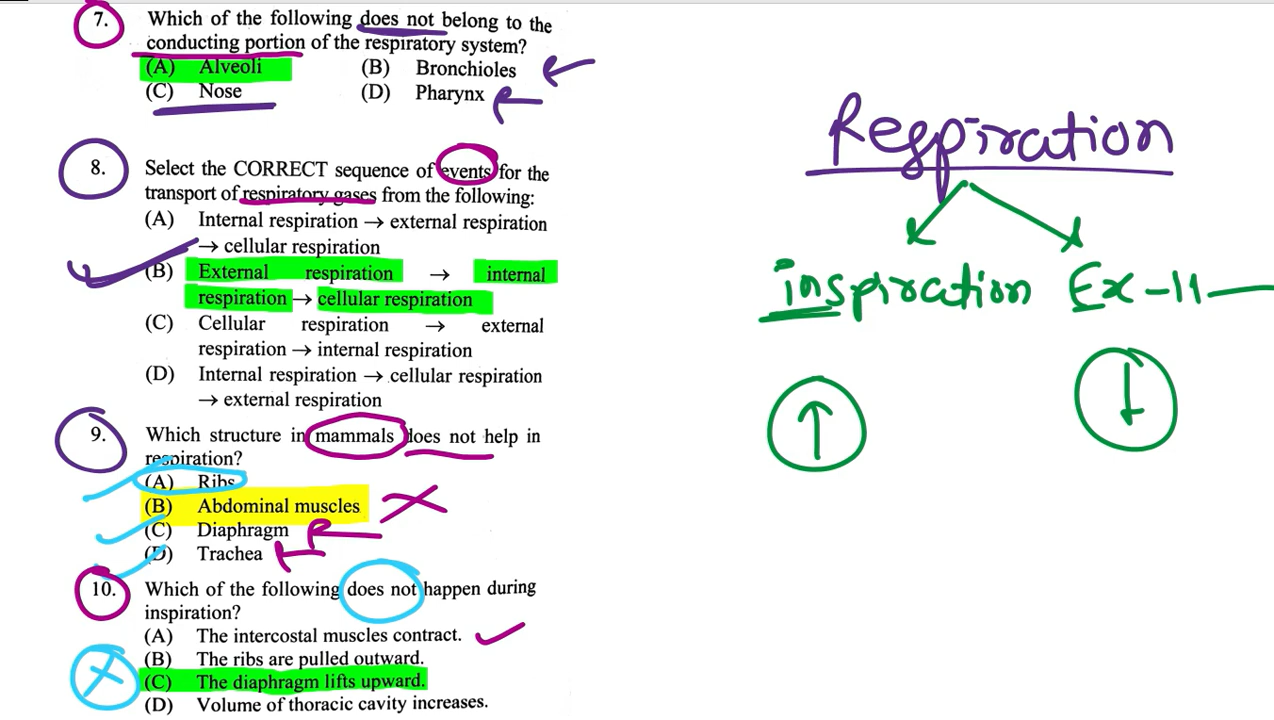 7. Which of the following does not belong to the
conducting portion of the respiratory system?
(A) Alveoli (B) Bronchioles
(C) Nose (D) Pharynx
8. Select the CORRECT sequence of events for the
transport of respiratory gases from the following:
(A) Internal respiration → external respiration
→ cellular respiration
(B) External respiration → internal
respiration → cellular respiration
(C) Cellular respiration → external
respiration → internal respiration
(D) Internal respiration → cellular respiration
→ external respiration
9. Which structure in mammals does not help in
respiration?
(A) Ribs
(B) Abdominal muscles
(C) Diaphragm
(D) Trachea
10. Which of the following does not happen during
inspiration?
(A) The intercostal muscles contract.
(B) The ribs are pulled outward.
(C) The diaphragm lifts upward.
(D) Volume of thoracic cavity increases.
Respiration
inspiration Ex-11—